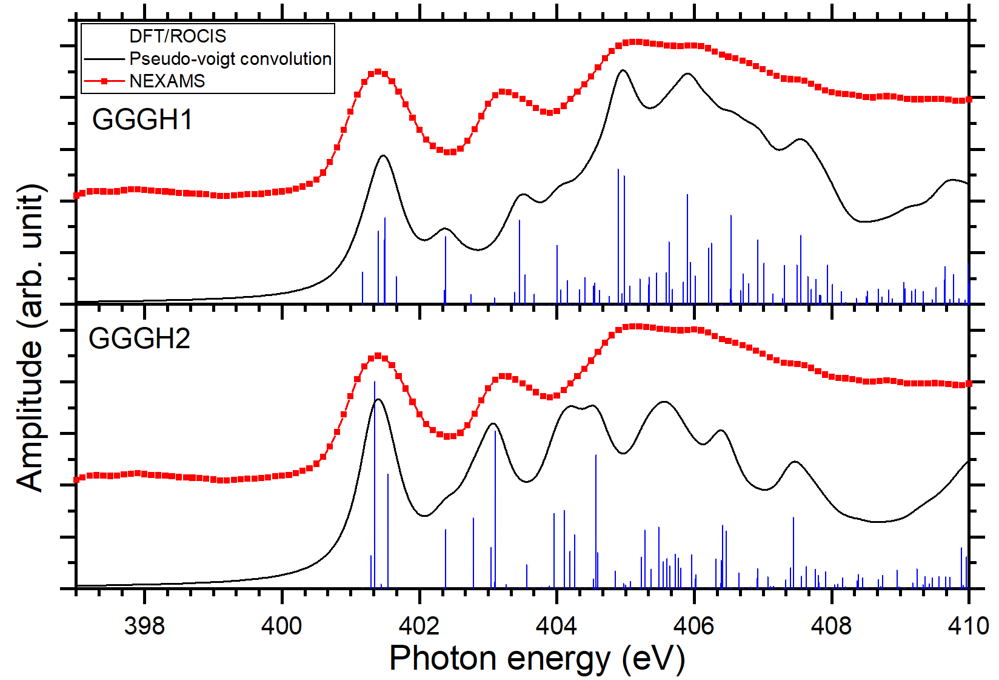 DFT/ROCIS
Pseudo-voigt convolution
NEXAMS
GGGH1
GGGH2
Amplitude (arb. unit)
398 400 402 404 406 408 410
Photon energy (eV)